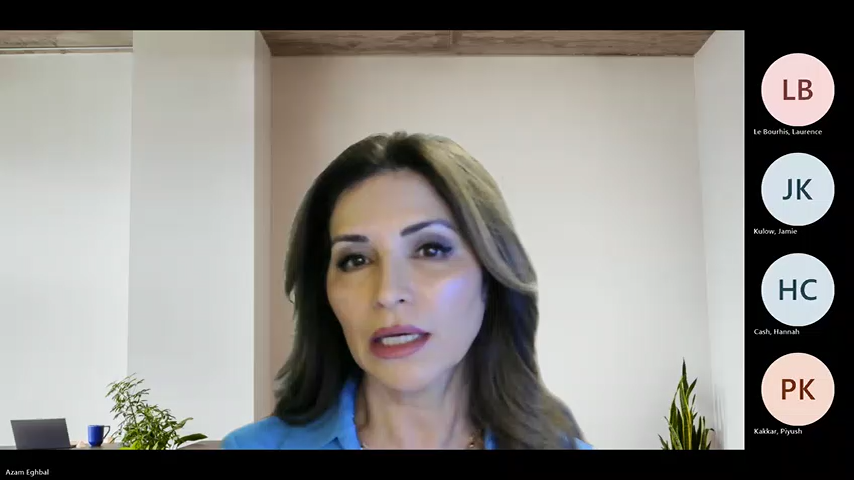 LB
Le Bourhis, Laurence
JK
Kulow, Jamie
HC
Cash, Hannah
PK
Kakkar, Piyush
Azam Eghbal